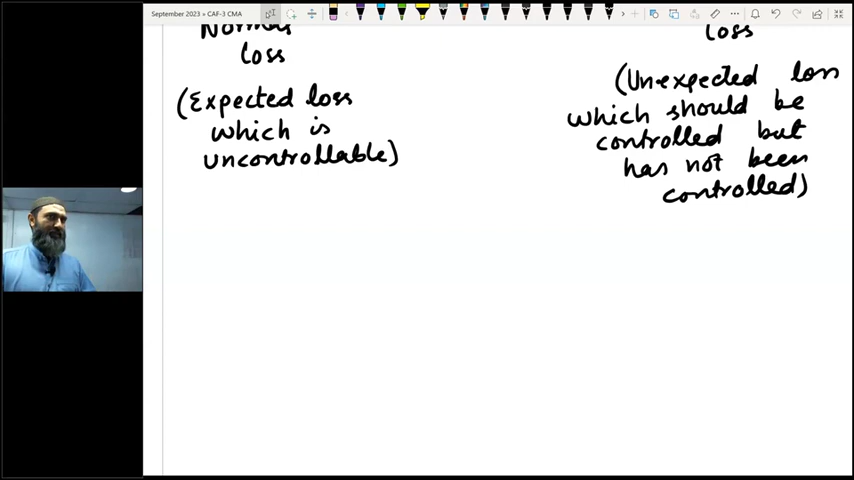 September 2023 » CAF-3 CMA
Normal
loss
(Expected loss
which is
uncontrollable)
loss
(Unexpected loss
which should be
controlled but
has not been
controlled)